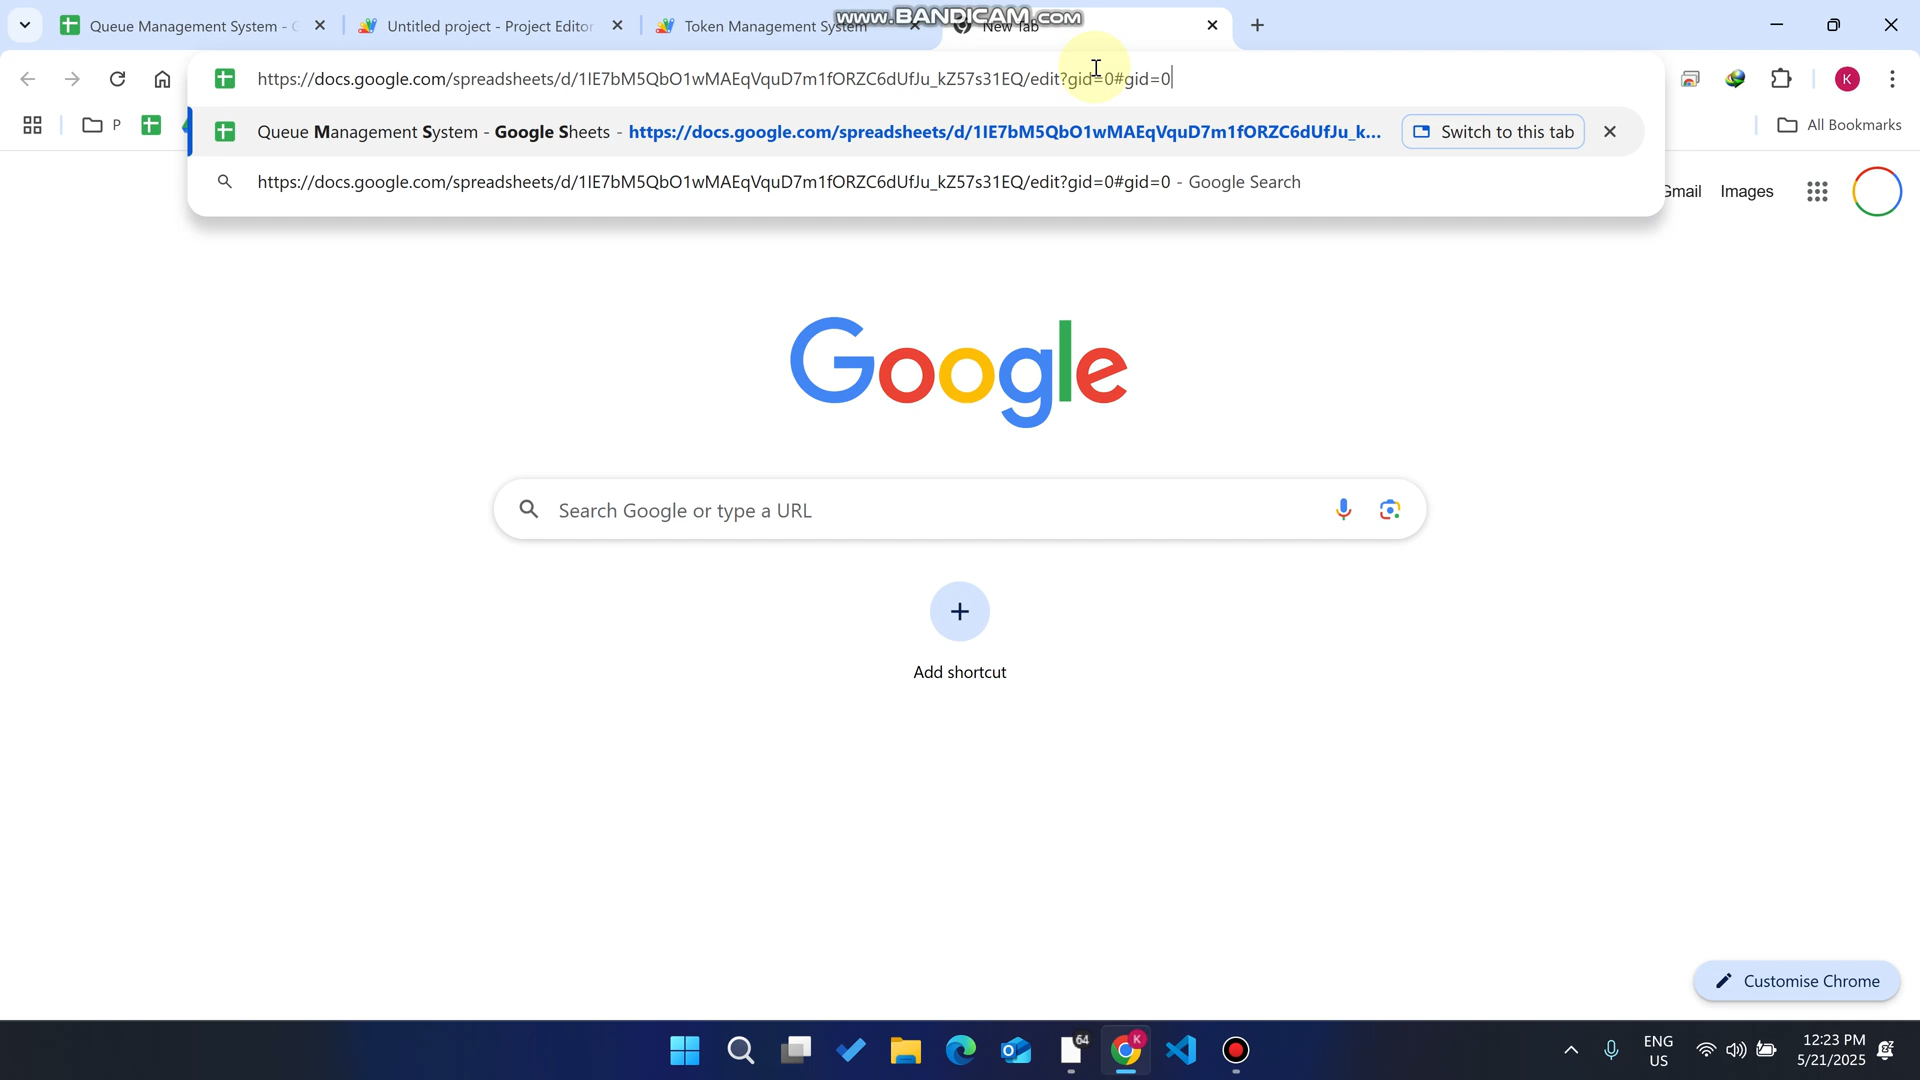 www.BANDICAM.com
Queue Management System - G
Untitled project - Project Editor
Token Management System
New Tab
https://docs.google.com/spreadsheets/d/1IE7bM5QbO1wMAEqVquD7m1fORZC6dUfJu_kZ57s31EQ/edit?gid=0#gid=0
K
P
All Bookmarks
Queue Management System - Google Sheets - https://docs.google.com/spreadsheets/d/1IE7bM5QbO1wMAEqVquD7m1fORZC6dUfJu_k...
Switch to this tab
https://docs.google.com/spreadsheets/d/1IE7bM5QbO1wMAEqVquD7m1fORZC6dUfJu_kZ57s31EQ/edit?gid=0#gid=0 - Google Search
Gmail
Images
Google
Search Google or type a URL
Add shortcut
Customise Chrome
64
K
ENG
US
12:23 PM
5/21/2025